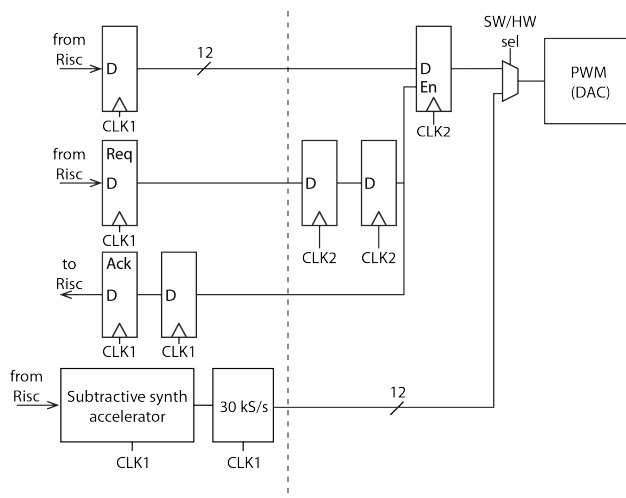 SW/HW
sel
from
Risc
D
CLK1
12
D
En
CLK2
PWM
(DAC)
from
Risc
Req
D
CLK1
D
CLK2
D
CLK2
to
Risc
Ack
D
CLK1
D
CLK1
from
Risc
Subtractive synth
accelerator
CLK1
30 kS/s
CLK1
12